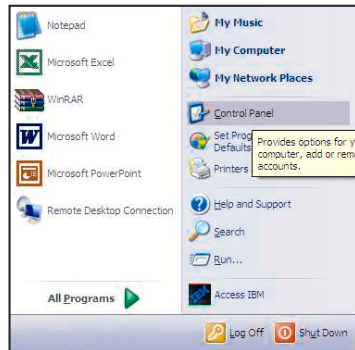 Notepad
Microsoft Excel
WinRAR
Microsoft Word
Microsoft PowerPoint
Remote Desktop Connection
All Programs
My Music
My Computer
My Network Places
Control Panel
Set Prog
Defaults
Provides options for y
computer, add or rem
accounts.
Printers
Help and Support
Search
Run...
Access IBM
Log Off
Shut Down